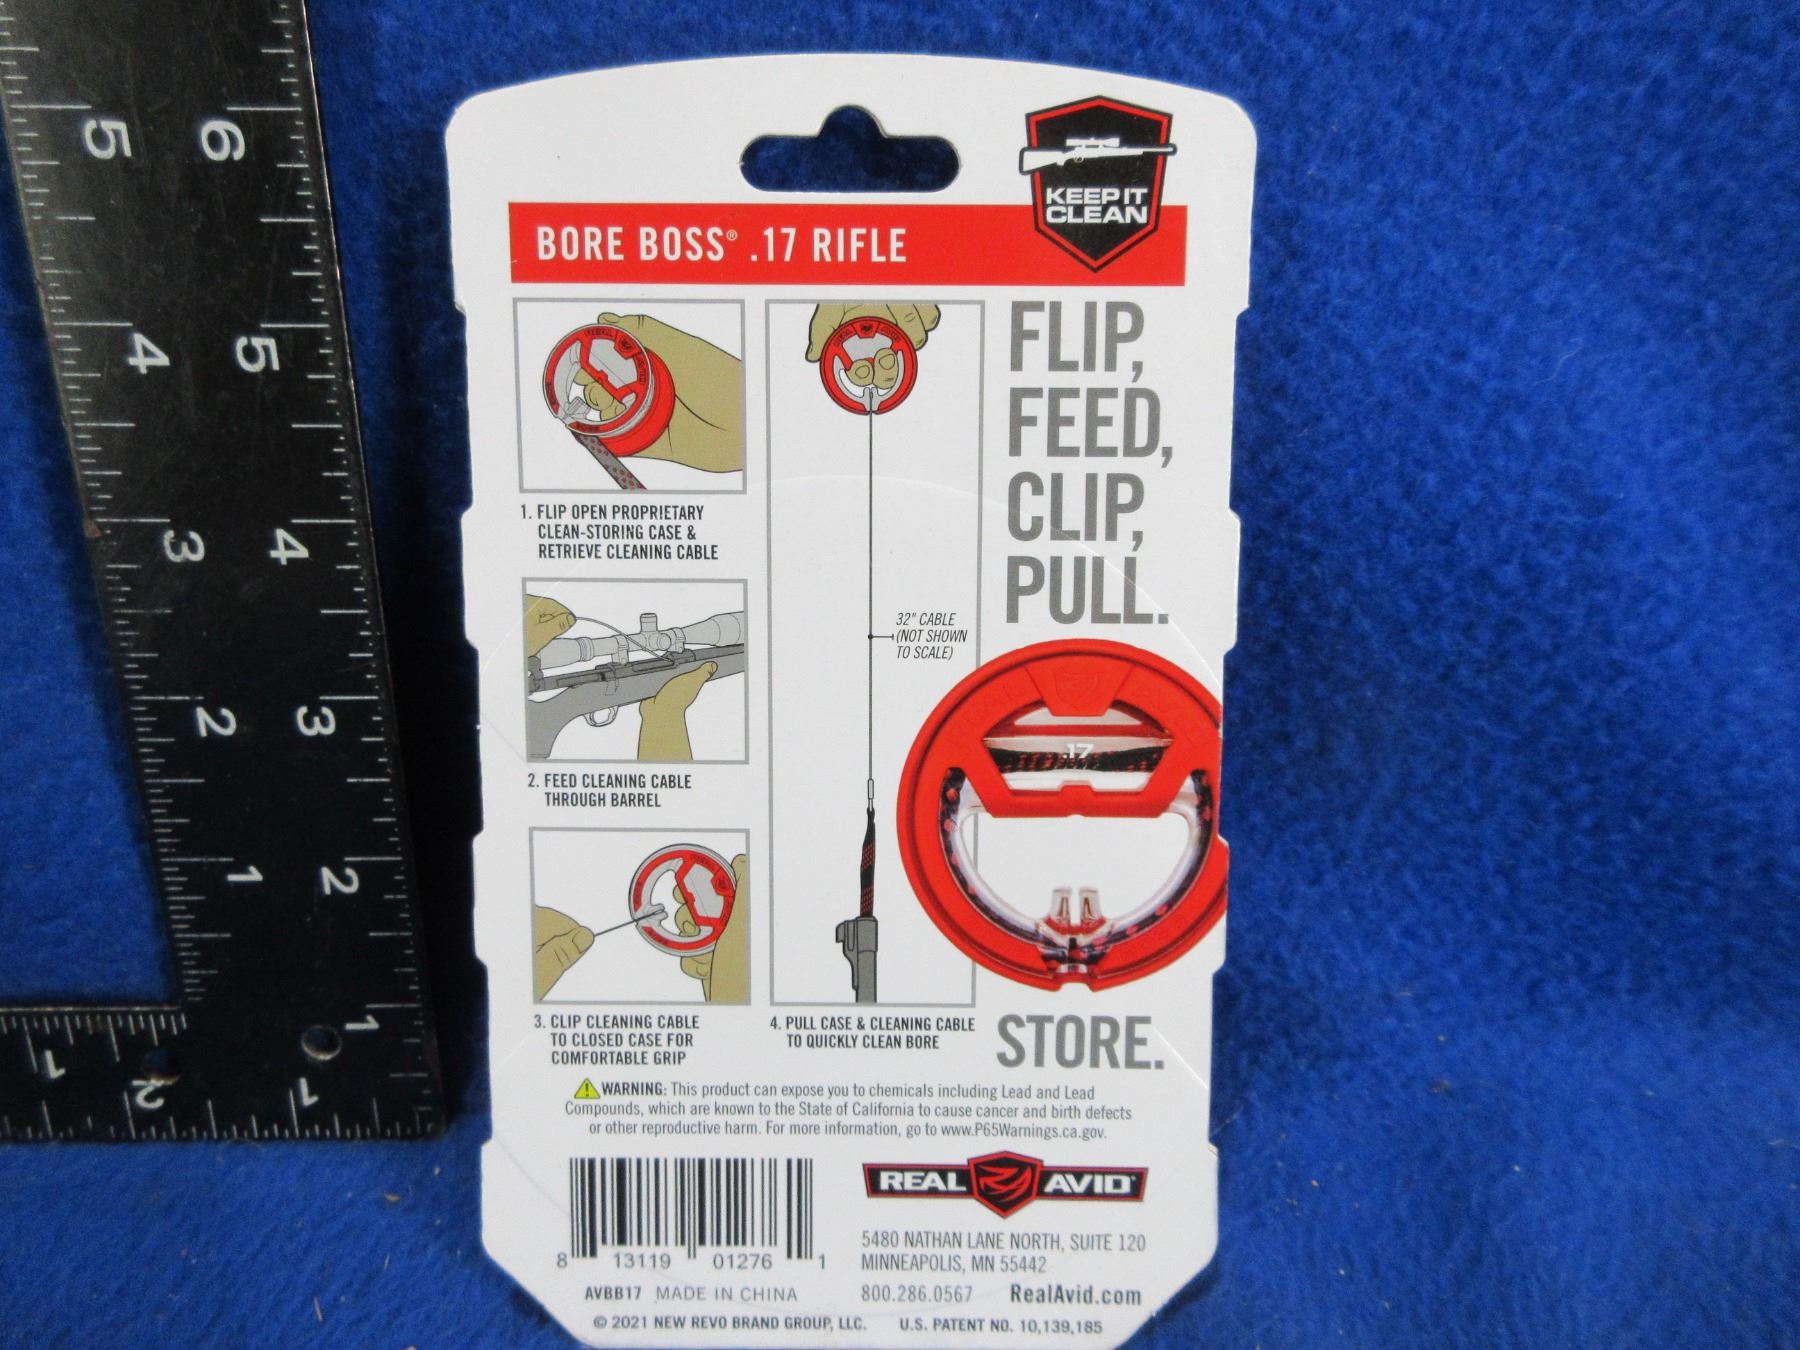 KEEP IT
CLEAN
BORE BOSS® .17 RIFLE
FLIP,
FEED,
CLIP,
PULL.
1. FLIP OPEN PROPRIETARY
CLEAN-STORING CASE &
RETRIEVE CLEANING CABLE
2. FEED CLEANING CABLE
THROUGH BARREL
3. CLIP CLEANING CABLE
TO CLOSED CASE FOR
COMFORTABLE GRIP
32" CABLE
(NOT SHOWN
TO SCALE)
4. PULL CASE & CLEANING CABLE
TO QUICKLY CLEAN BORE
REAL AVID
17
STORE.
WARNING: This product can expose you to chemicals including Lead and Lead
Compounds, which are known to the State of California to cause cancer and birth defects
or other reproductive harm. For more information, go to www.P65Warnings.ca.gov.
8 13119 01276 1
AVBB17 MADE IN CHINA
REAL AVID
5480 NATHAN LANE NORTH, SUITE 120
MINNEAPOLIS, MN 55442
800.286.0567 RealAvid.com
© 2021 NEW REVO BRAND GROUP, LLC. U.S. PATENT NO. 10,139,185
5 6
4 5
3 4
2 3
1 2
1
1 2 1